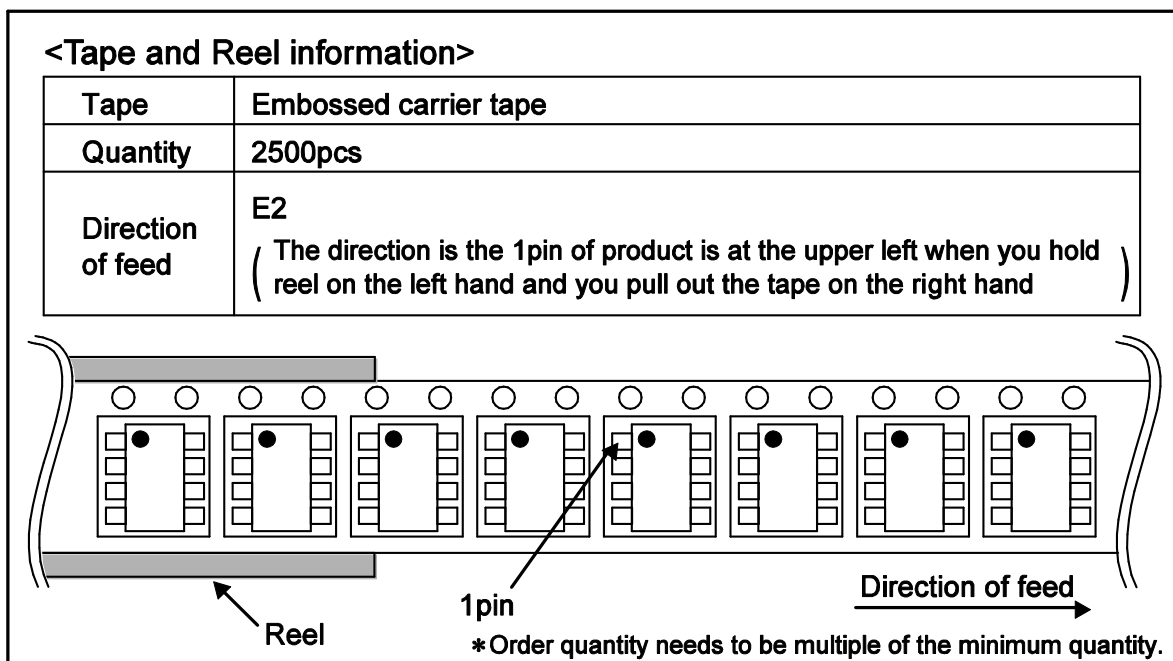 <Tape and Reel information>
Tape
Embossed carrier tape
Quantity
2500pcs
Direction
of feed
E2
( The direction is the 1pin of product is at the upper left when you hold
reel on the left hand and you pull out the tape on the right hand )
1pin
Reel
Direction of feed
*Order quantity needs to be multiple of the minimum quantity.